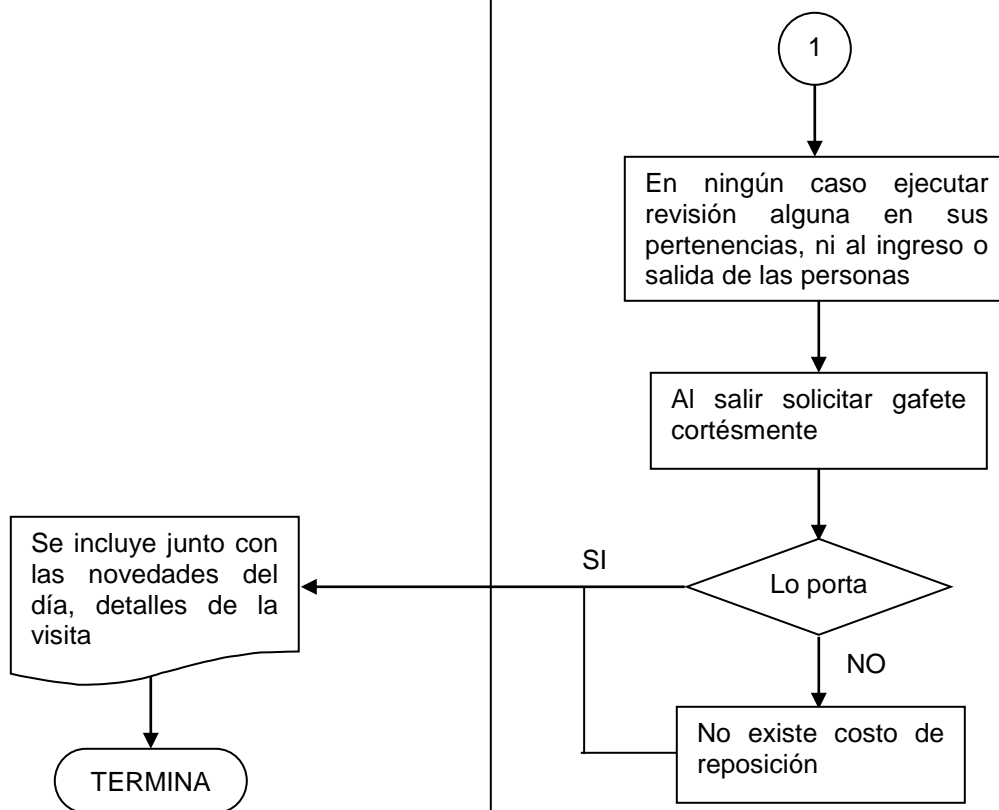 1
En ningún caso ejecutar
revisión alguna en sus
pertenencias, ni al ingreso o
salida de las personas
Al salir solicitar gafete
cortésmente
Lo porta
SI
NO
No existe costo de
reposición
Se incluye junto con
las novedades del
día, detalles de la
visita
TERMINA